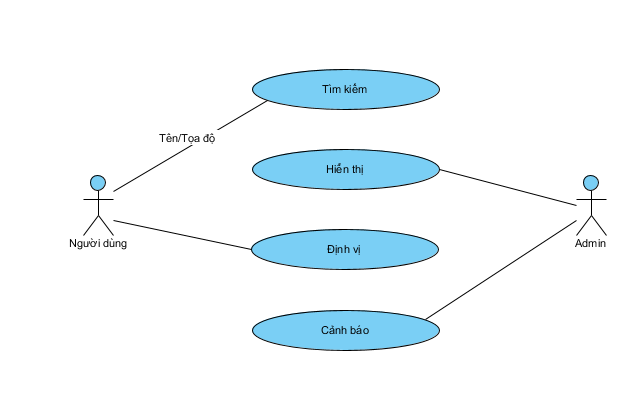 Tìm kiếm
Tên/Tọa độ
Hiển thị
Người dùng
Admin
Định vị
Cảnh báo